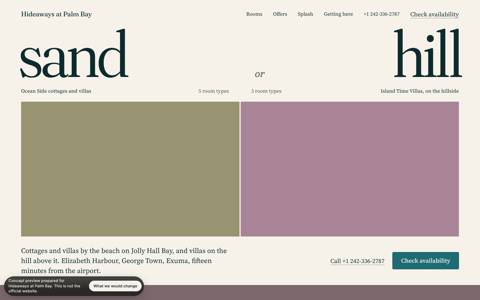 Hideaways at Palm Bay
Rooms Offers Splash Getting here +1 242-336-2787 Check availability
sand or hill
Ocean Side cottages and villas 5 room types 3 room types Island Time Villas, on the hillside
Cottages and villas by the beach on Jolly Hall Bay, and villas on the
hill above it. Elizabeth Harbour, George Town, Exuma, fifteen
minutes from the airport.
Call +1 242-336-2787 Check availability
Concept preview prepared for
Hideaways at Palm Bay. This is not the
official website.
What we would change